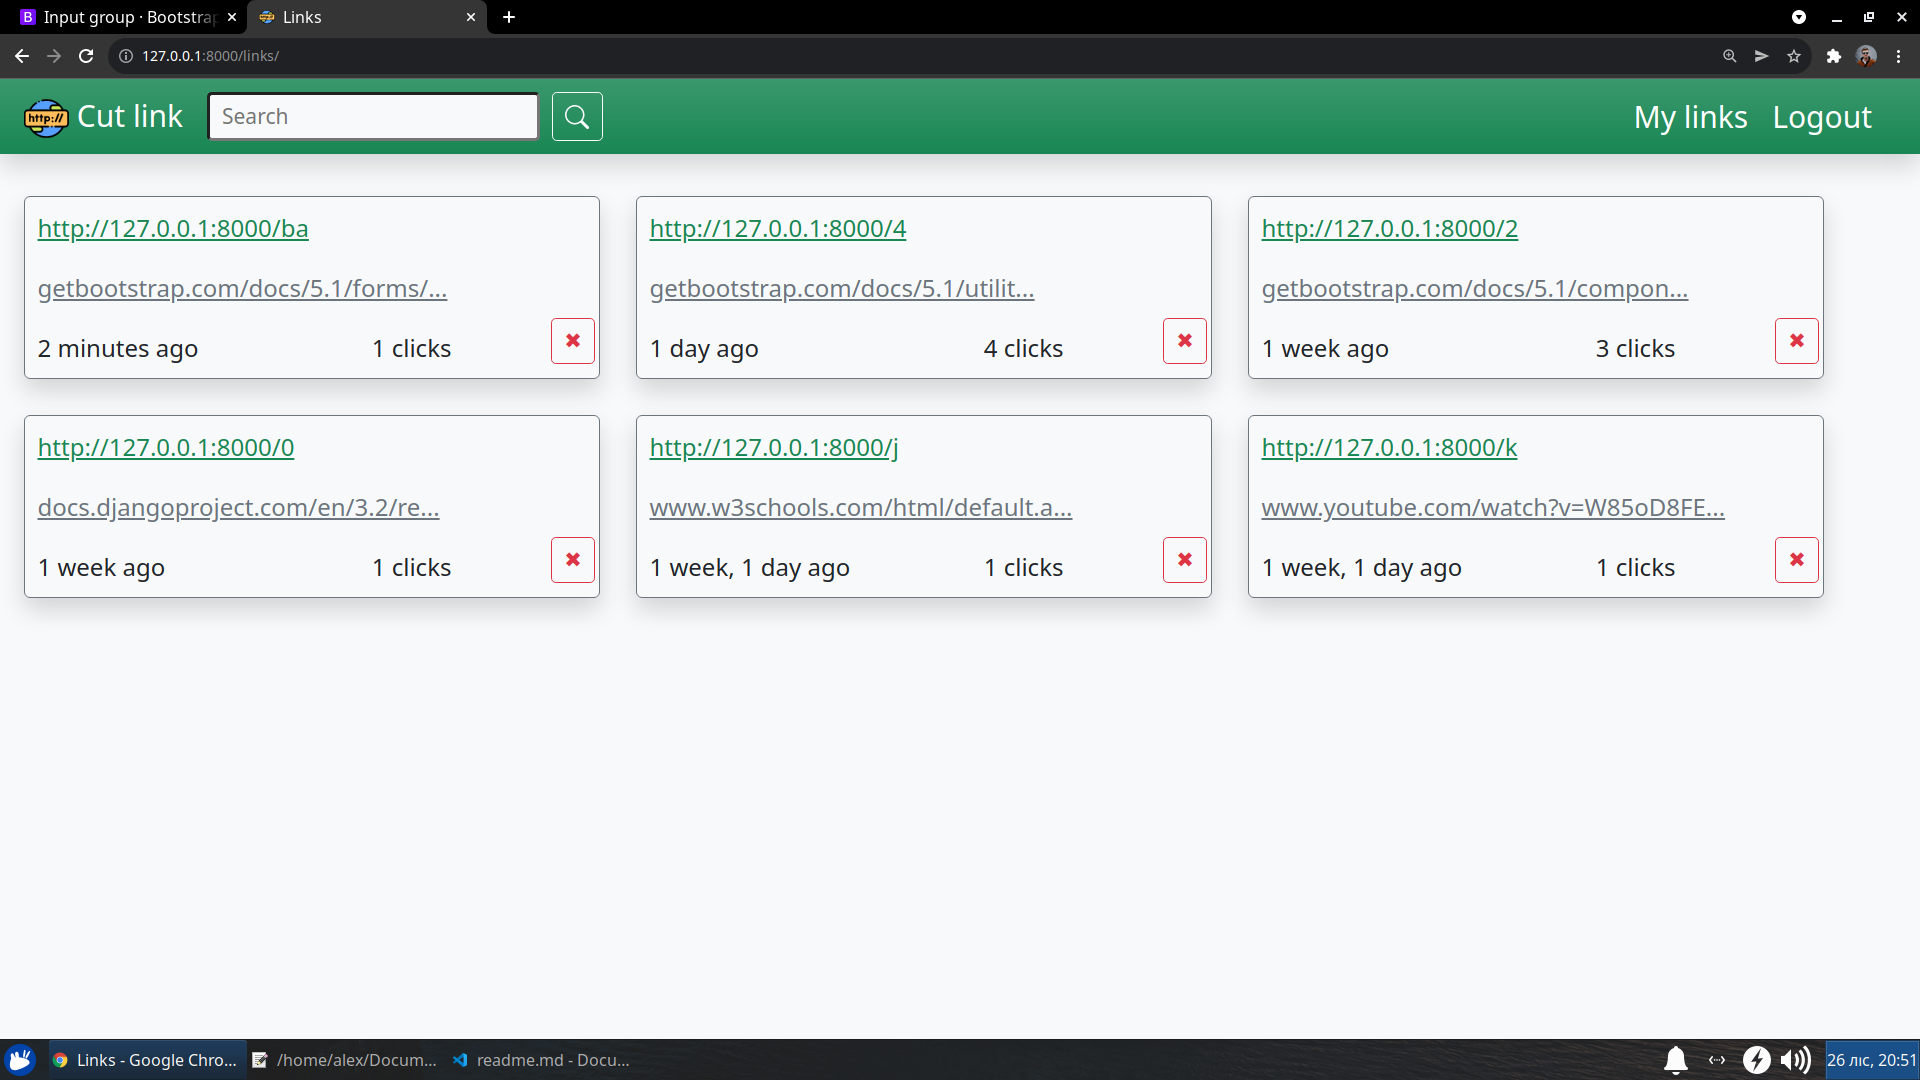 Input group · Bootstrap
Links
127.0.0.1:8000/links/
http://
Cut link
Search
My links
Logout
http://127.0.0.1:8000/ba
getbootstrap.com/docs/5.1/forms/...
2 minutes ago
1 clicks
http://127.0.0.1:8000/4
getbootstrap.com/docs/5.1/utilit...
1 day ago
4 clicks
http://127.0.0.1:8000/2
getbootstrap.com/docs/5.1/compon...
1 week ago
3 clicks
http://127.0.0.1:8000/0
docs.djangoproject.com/en/3.2/re...
1 week ago
1 clicks
http://127.0.0.1:8000/j
www.w3schools.com/html/default.a...
1 week, 1 day ago
1 clicks
http://127.0.0.1:8000/k
www.youtube.com/watch?v=W85oD8FE...
1 week, 1 day ago
1 clicks
Links - Google Chro...
/home/alex/Docum...
readme.md - Docu...
26 ліс, 20:51